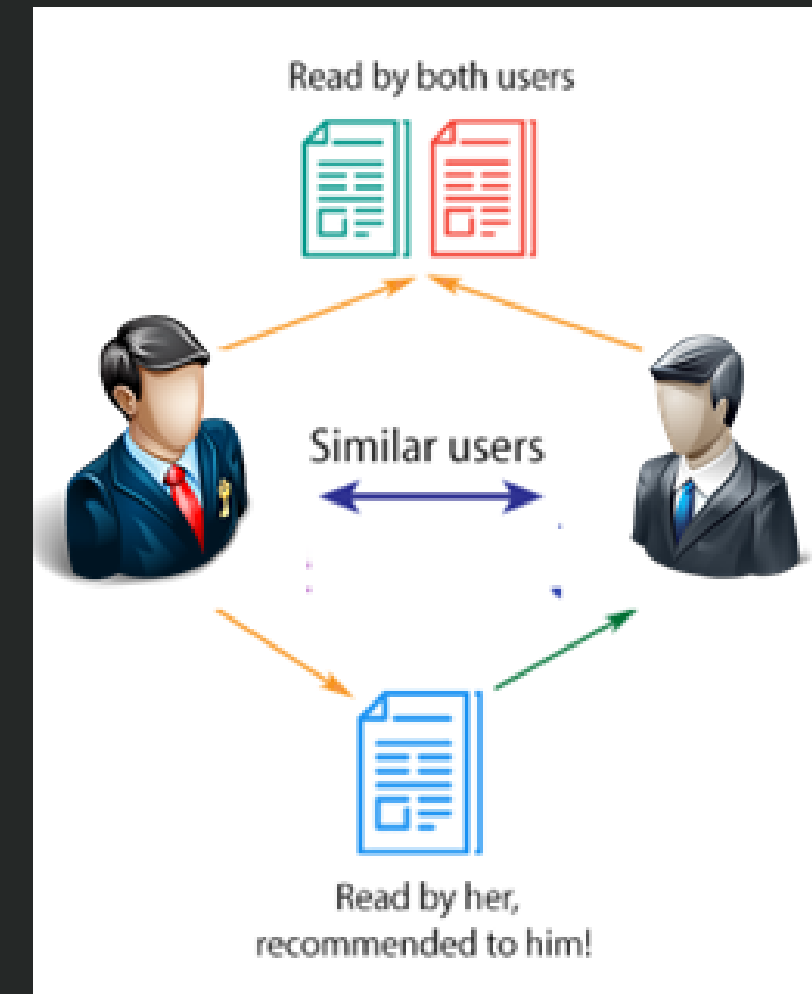 Read by both users
Similar users
Read by her,
recommended to him!